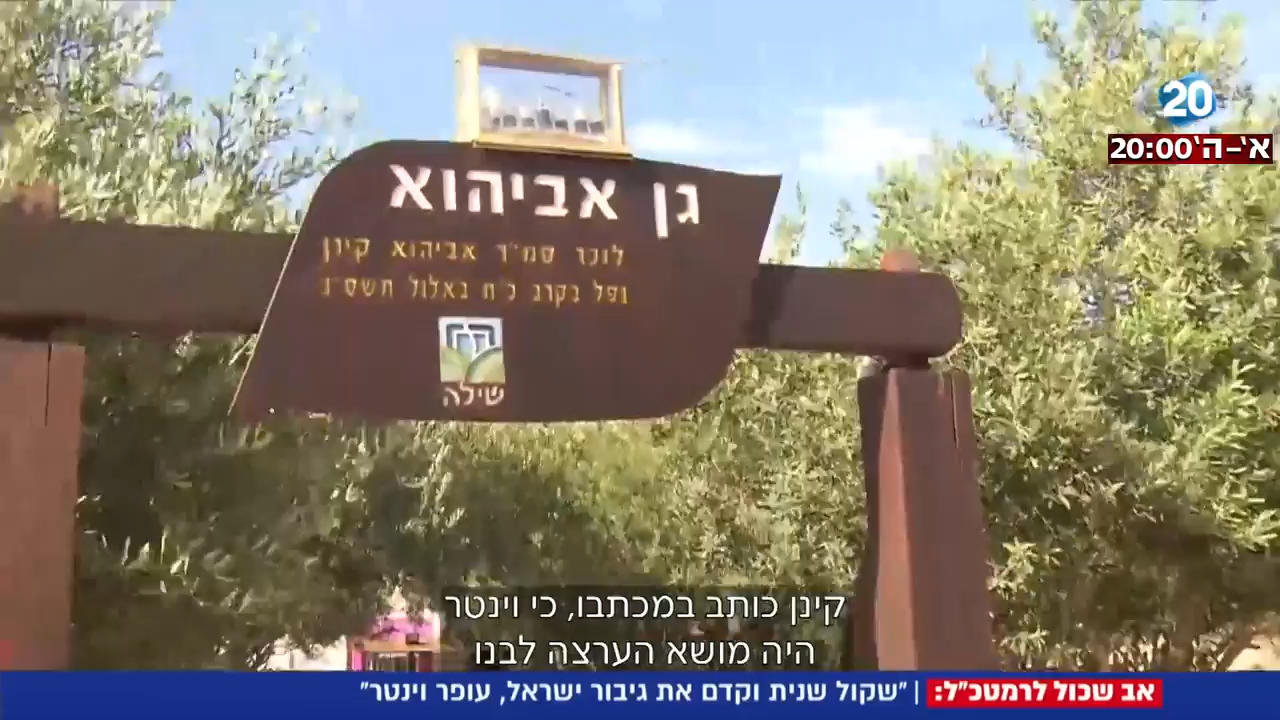 20
א'-ה' 20:00
גן אביהוא
לזכר סמ"ר אביהוא קינן
נפל בקרב כ"ח באלול תשס"ג
שילה
קינן כותב במכתבו, כי וינטר
היה מושא הערצה לבנו
אב שכול לרמטכ"ל: | "שקול שנית וקדם את גיבור ישראל, עופר וינטר"